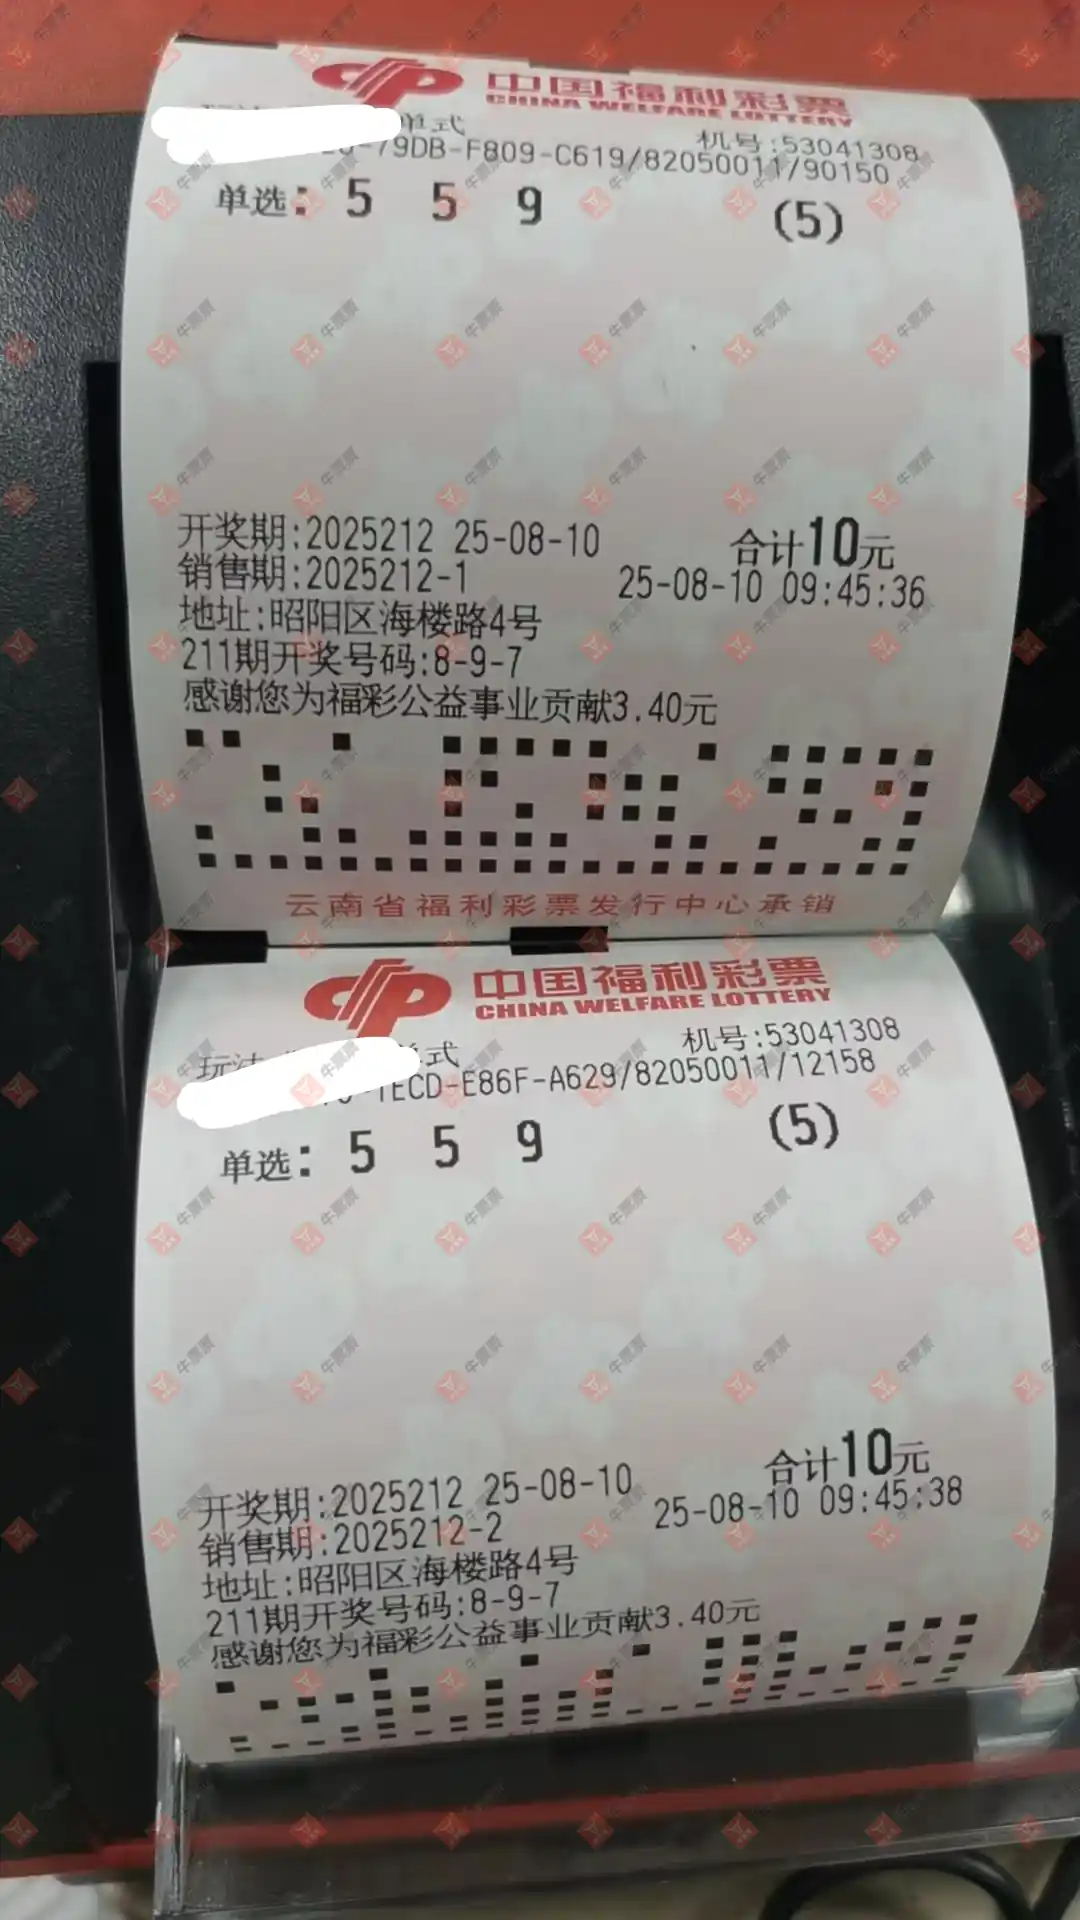 中国福利彩票
CHINA WELFARE LOTTERY
单式
机号:53041308
-79DB-F809-C619/82050011/90150
单选: 5 5 9 (5)
开奖期:2025212 25-08-10 合计10元
销售期:2025212-1 25-08-10 09:45:36
地址:昭阳区海楼路4号
211期开奖号码:8-9-7
感谢您为福彩公益事业贡献3.40元
云南省福利彩票发行中心承销
中国福利彩票
CHINA WELFARE LOTTERY
玩法 单式
机号:53041308
-1ECD-E86F-A629/82050011/12158
单选: 5 5 9 (5)
开奖期:2025212 25-08-10 合计10元
销售期:2025212-2 25-08-10 09:45:38
地址:昭阳区海楼路4号
211期开奖号码:8-9-7
感谢您为福彩公益事业贡献3.40元